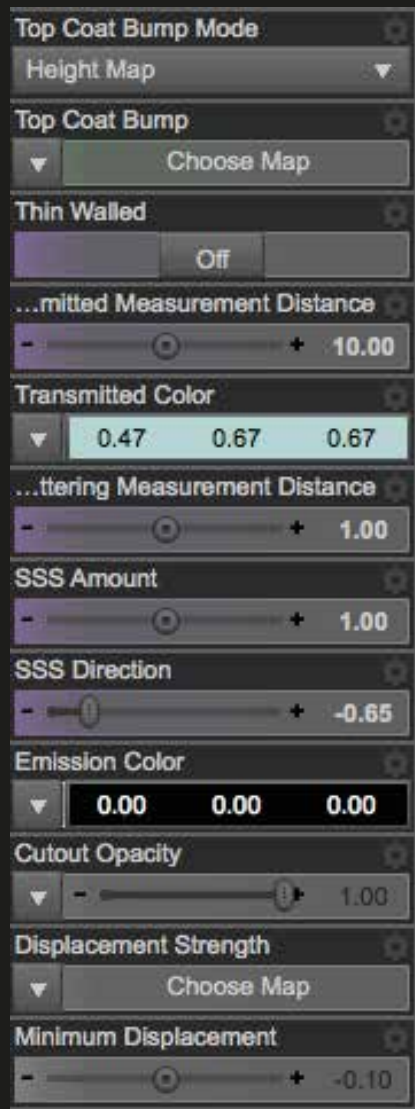 Top Coat Bump Mode
Height Map
Top Coat Bump
Choose Map
Thin Walled
Off
...mitted Measurement Distance
- + 10.00
Transmitted Color
0.47 0.67 0.67
...ttering Measurement Distance
- + 1.00
SSS Amount
- + 1.00
SSS Direction
- + -0.65
Emission Color
0.00 0.00 0.00
Cutout Opacity
- + 1.00
Displacement Strength
Choose Map
Minimum Displacement
- + -0.10